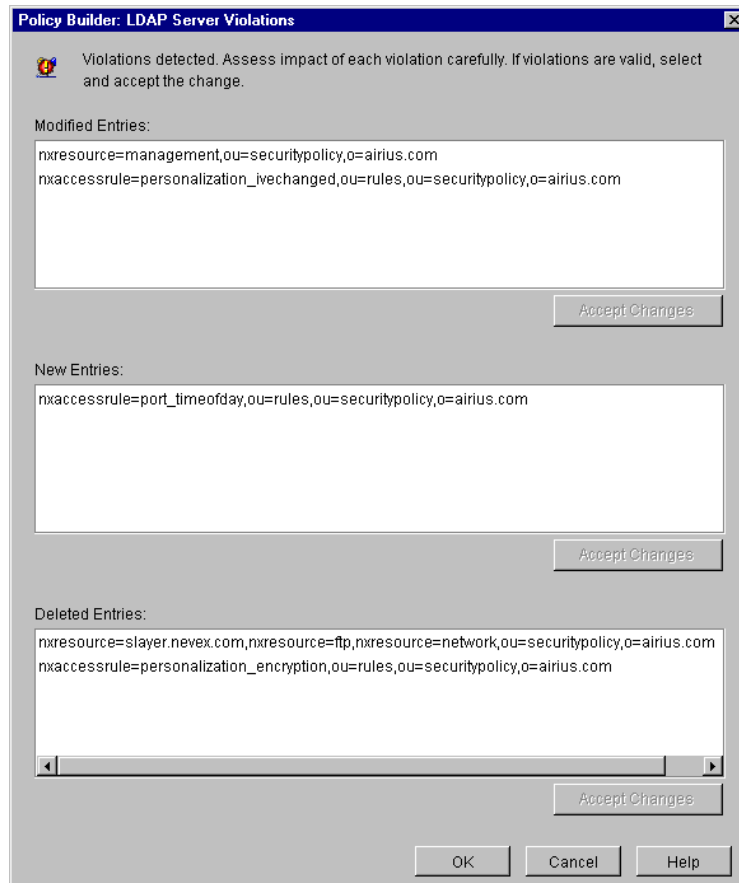 Policy Builder: LDAP Server Violations
Violations detected. Assess impact of each violation carefully. If violations are valid, select
and accept the change.
Modified Entries:
nxresource=management,ou=securitypolicy,o=airius.com
nxaccessrule=personalization_ivechanged,ou=rules,ou=securitypolicy,o=airius.com
Accept Changes
New Entries:
nxaccessrule=port_timeofday,ou=rules,ou=securitypolicy,o=airius.com
Accept Changes
Deleted Entries:
nxresource=slayer.nevex.com,nxresource=ftp,nxresource=network,ou=securitypolicy,o=airius.com
nxaccessrule=personalization_encryption,ou=rules,ou=securitypolicy,o=airius.com
Accept Changes
OK Cancel Help